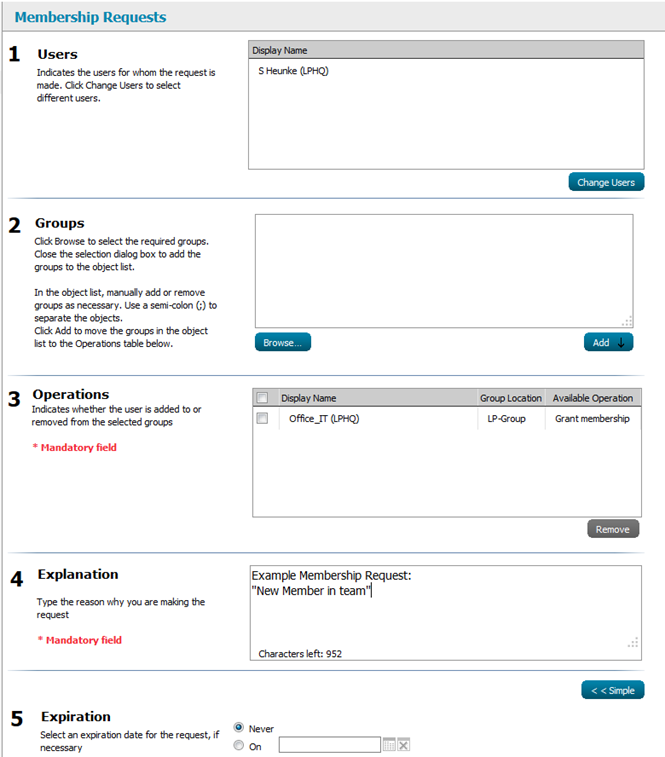 Membership Requests
1 Users
Indicates the users for whom the request is
made. Click Change Users to select
different users.
Display Name
S Heunke (LPHQ)
Change Users
2 Groups
Click Browse to select the required groups.
Close the selection dialog box to add the
groups to the object list.
In the object list, manually add or remove
groups as necessary. Use a semi-colon (;) to
separate the objects.
Click Add to move the groups in the object
list to the Operations table below.
Browse...
Add ↓
3 Operations
Indicates whether the user is added to or
removed from the selected groups
* Mandatory field
Display Name Group Location Available Operation
Office_IT (LPHQ) LP-Group Grant membership
Remove
4 Explanation
Type the reason why you are making the
request
* Mandatory field
Example Membership Request:
"New Member in team"
Characters left: 952
< < Simple
5 Expiration
Select an expiration date for the request, if
necessary
Never
On